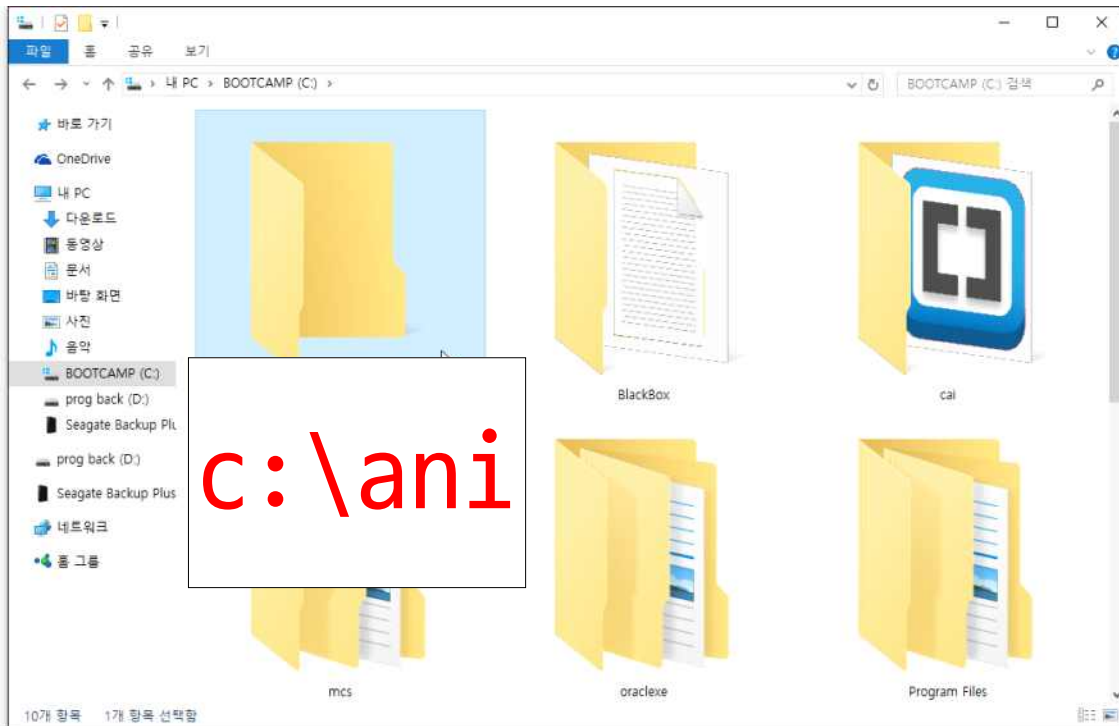 파일 홈 공유 보기
내 PC > BOOTCAMP (C:) >
BOOTCAMP (C:) 검색
바로 가기
OneDrive
내 PC
다운로드
동영상
문서
바탕 화면
사진
음악
BOOTCAMP (C:)
prog back (D:)
Seagate Backup Plu
prog back (D:)
Seagate Backup Plus
네트워크
홈 그룹
BlackBox
cai
c:\ani
mcs
oraclexe
Program Files
10개 항목 1개 항목 선택함